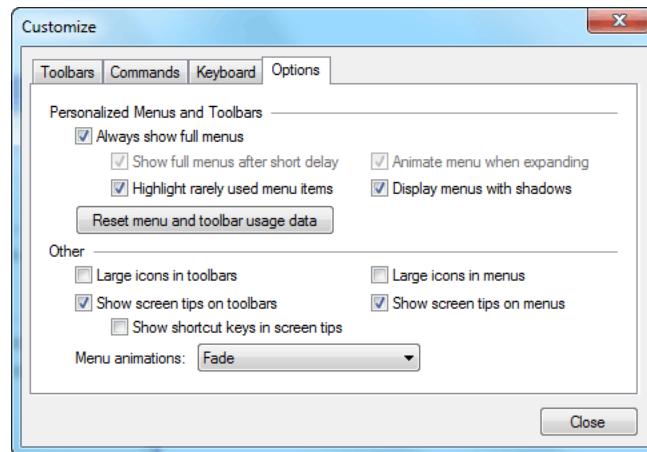 Customize
Toolbars Commands Keyboard Options
Personalized Menus and Toolbars
Always show full menus
Show full menus after short delay Animate menu when expanding
Highlight rarely used menu items Display menus with shadows
Reset menu and toolbar usage data
Other
Large icons in toolbars Large icons in menus
Show screen tips on toolbars Show screen tips on menus
Show shortcut keys in screen tips
Menu animations: Fade
Close